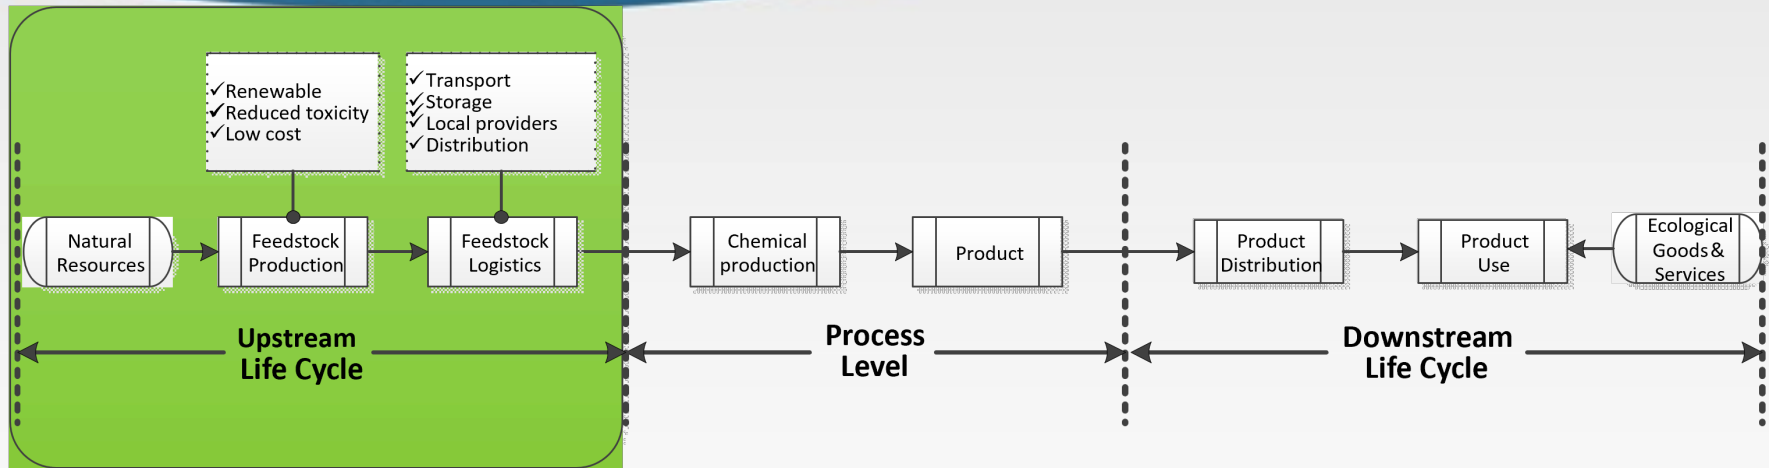 ✓Renewable
✓Reduced toxicity
✓Low cost
✓Transport
✓Storage
✓Local providers
✓Distribution
Natural
Resources
Feedstock
Production
Feedstock
Logistics
Chemical
production
Product
Product
Distribution
Product
Use
Ecological
Goods&
Services
Upstream
Life Cycle
Process
Level
Downstream
Life Cycle